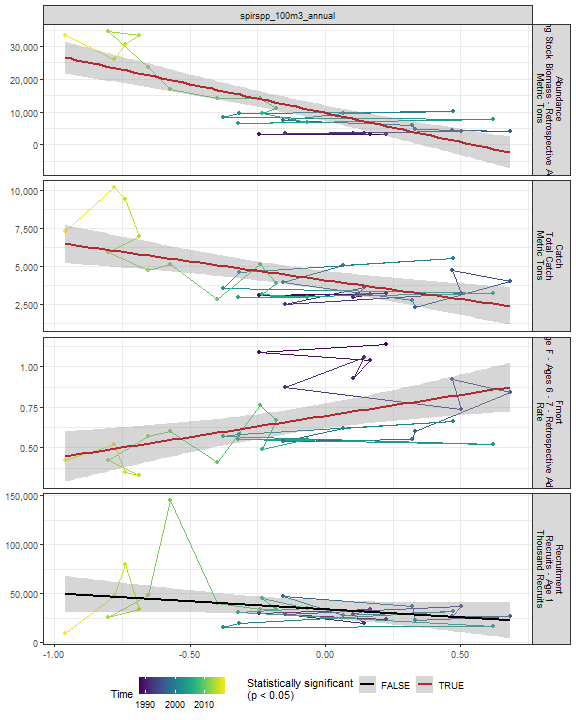 spirspp_100m3_annual
30,000
20,000
10,000
0
Abundance
Stock Biomass - Retrospective
Metric Tons
10,000
7,500
5,000
2,500
Catch
Total Catch
Metric Tons
1.00
0.75
0.50
Fmort
F - Ages 6 - 7 - Retrospective
Rate
150,000
100,000
50,000
0
Recruitment
Recruits - Age 1
Thousand Recruits
-1.00
-0.50
0.00
0.50
Time
1990 2000 2010
Statistically significant
(p < 0.05)
FALSE
TRUE